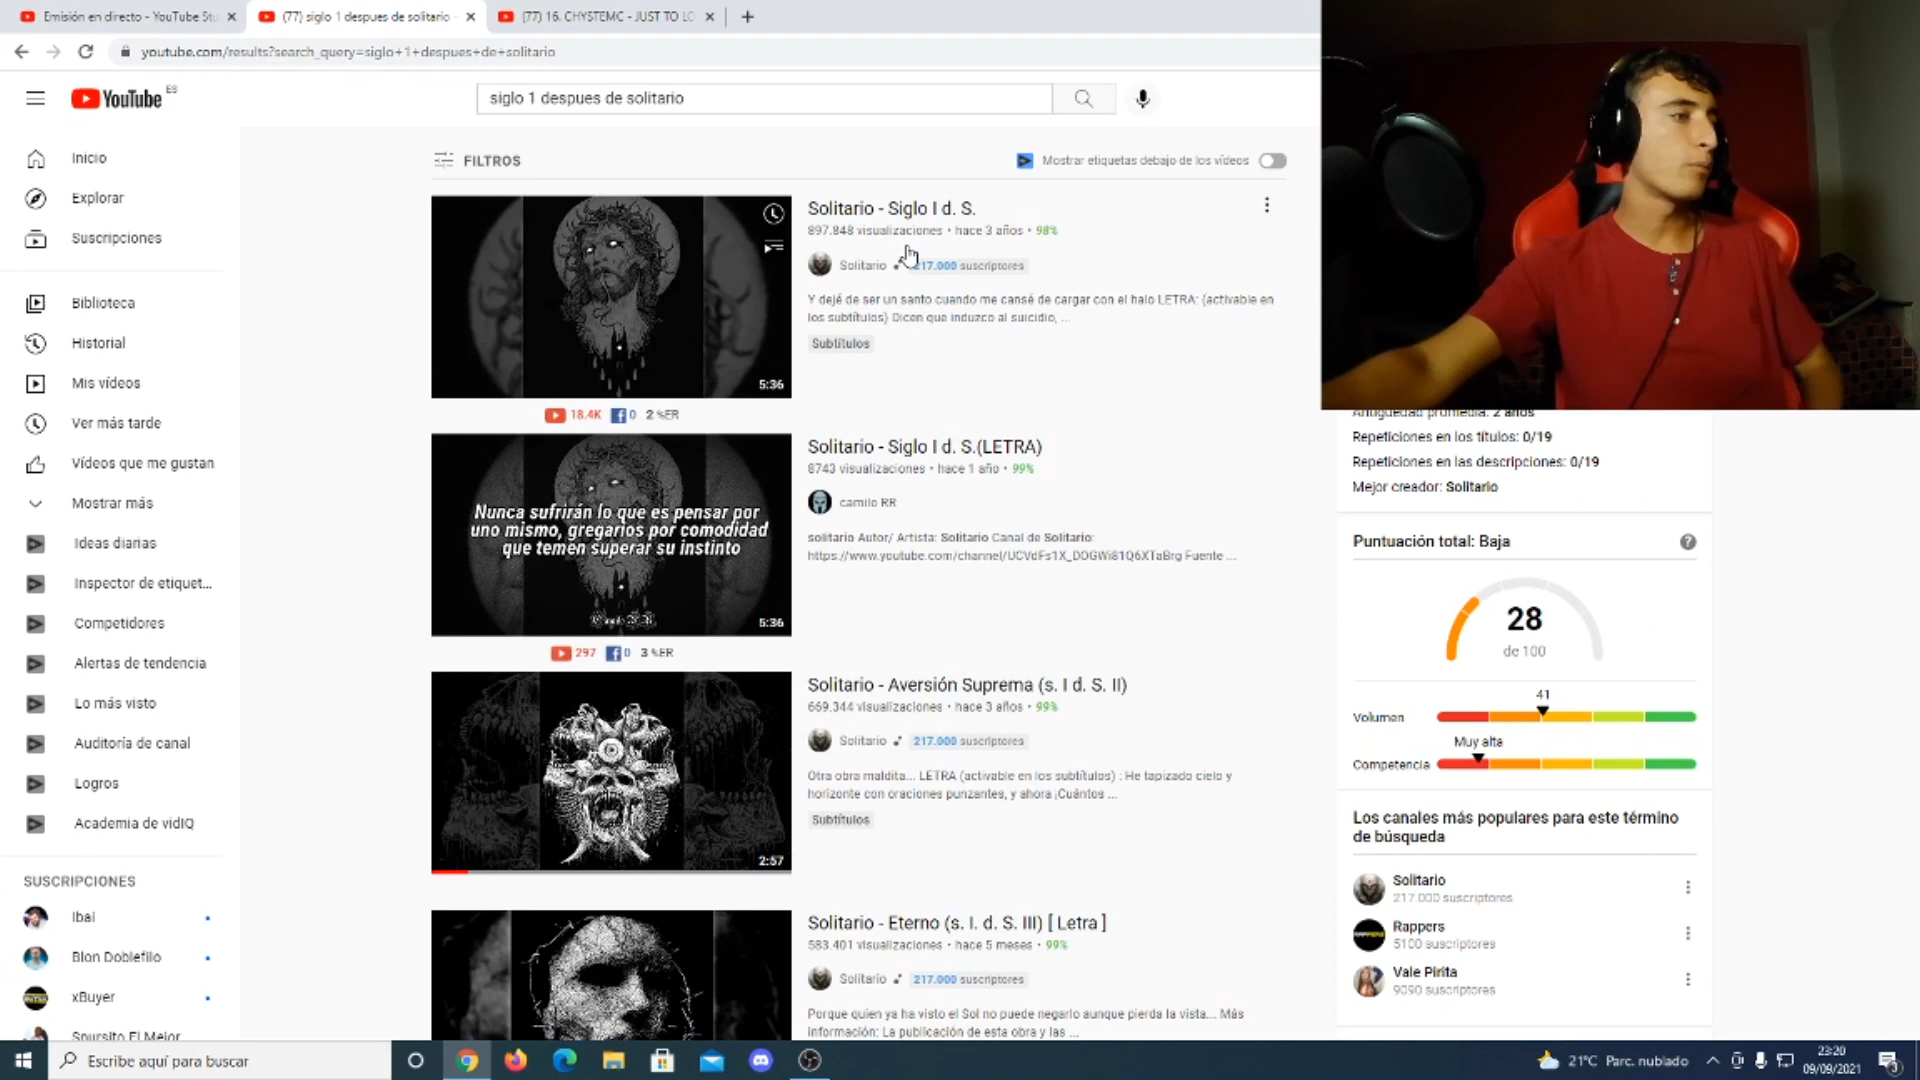 Emisión en directo - YouTube Stu
(77) siglo 1 despues de solitario -
(77) 16. CHYSTEMC - JUST TO LO
youtube.com/results?search_query=siglo+1+despues+de+solitario
YouTube ES
siglo 1 despues de solitario
Inicio
Explorar
Suscripciones
Biblioteca
Historial
Mis vídeos
Ver más tarde
Vídeos que me gustan
Mostrar más
Ideas diarias
Inspector de etiquet...
Competidores
Alertas de tendencia
Lo más visto
Auditoría de canal
Logros
Academia de vidIQ
SUSCRIPCIONES
Ibai
Blon Doblefilo
xBuyer
Spursito El Mejor
FILTROS
Mostrar etiquetas debajo de los vídeos
5:36
Solitario - Siglo I d. S.
897.848 visualizaciones • hace 3 años • 98%
Solitario
217.000 suscriptores
Y dejé de ser un santo cuando me cansé de cargar con el halo LETRA: (activable en
los subtítulos) Dicen que induzco al suicidio, ...
Subtítulos
18.4K 0 2 %ER
Nunca sufrirán lo que es pensar por
uno mismo, gregarios por comodidad
que temen superar su instinto
5:36
Solitario - Siglo I d. S.(LETRA)
8743 visualizaciones • hace 1 año • 99%
camilo RR
solitario Autor/ Artista: Solitario Canal de Solitario:
https://www.youtube.com/channel/UCVdFs1X_DOGWi81Q6XTaBrg Fuente ...
297 0 3 %ER
2:57
Solitario - Aversión Suprema (s. I d. S. II)
669.344 visualizaciones • hace 3 años • 99%
Solitario
217.000 suscriptores
Otra obra maldita... LETRA (activable en los subtítulos) : He tapizado cielo y
horizonte con oraciones punzantes, y ahora ¡Cuántos ...
Subtítulos
Solitario - Eterno (s. I. d. S. III) [ Letra ]
583.401 visualizaciones • hace 5 meses • 99%
Solitario
217.000 suscriptores
Porque quien ya ha visto el Sol no puede negarlo aunque pierda la vista... Más
información: La publicación de esta obra y las ...
Antigüedad promedia: 2 años
Repeticiones en los títulos: 0/19
Repeticiones en las descripciones: 0/19
Mejor creador: Solitario
Puntuación total: Baja
28
de 100
41
Volumen
Muy alta
Competencia
Los canales más populares para este término
de búsqueda
Solitario
217.000 suscriptores
Rappers
5100 suscriptores
Vale Pirita
9090 suscriptores
Escribe aquí para buscar
21°C Parc. nublado
23:20
09/09/2021
3